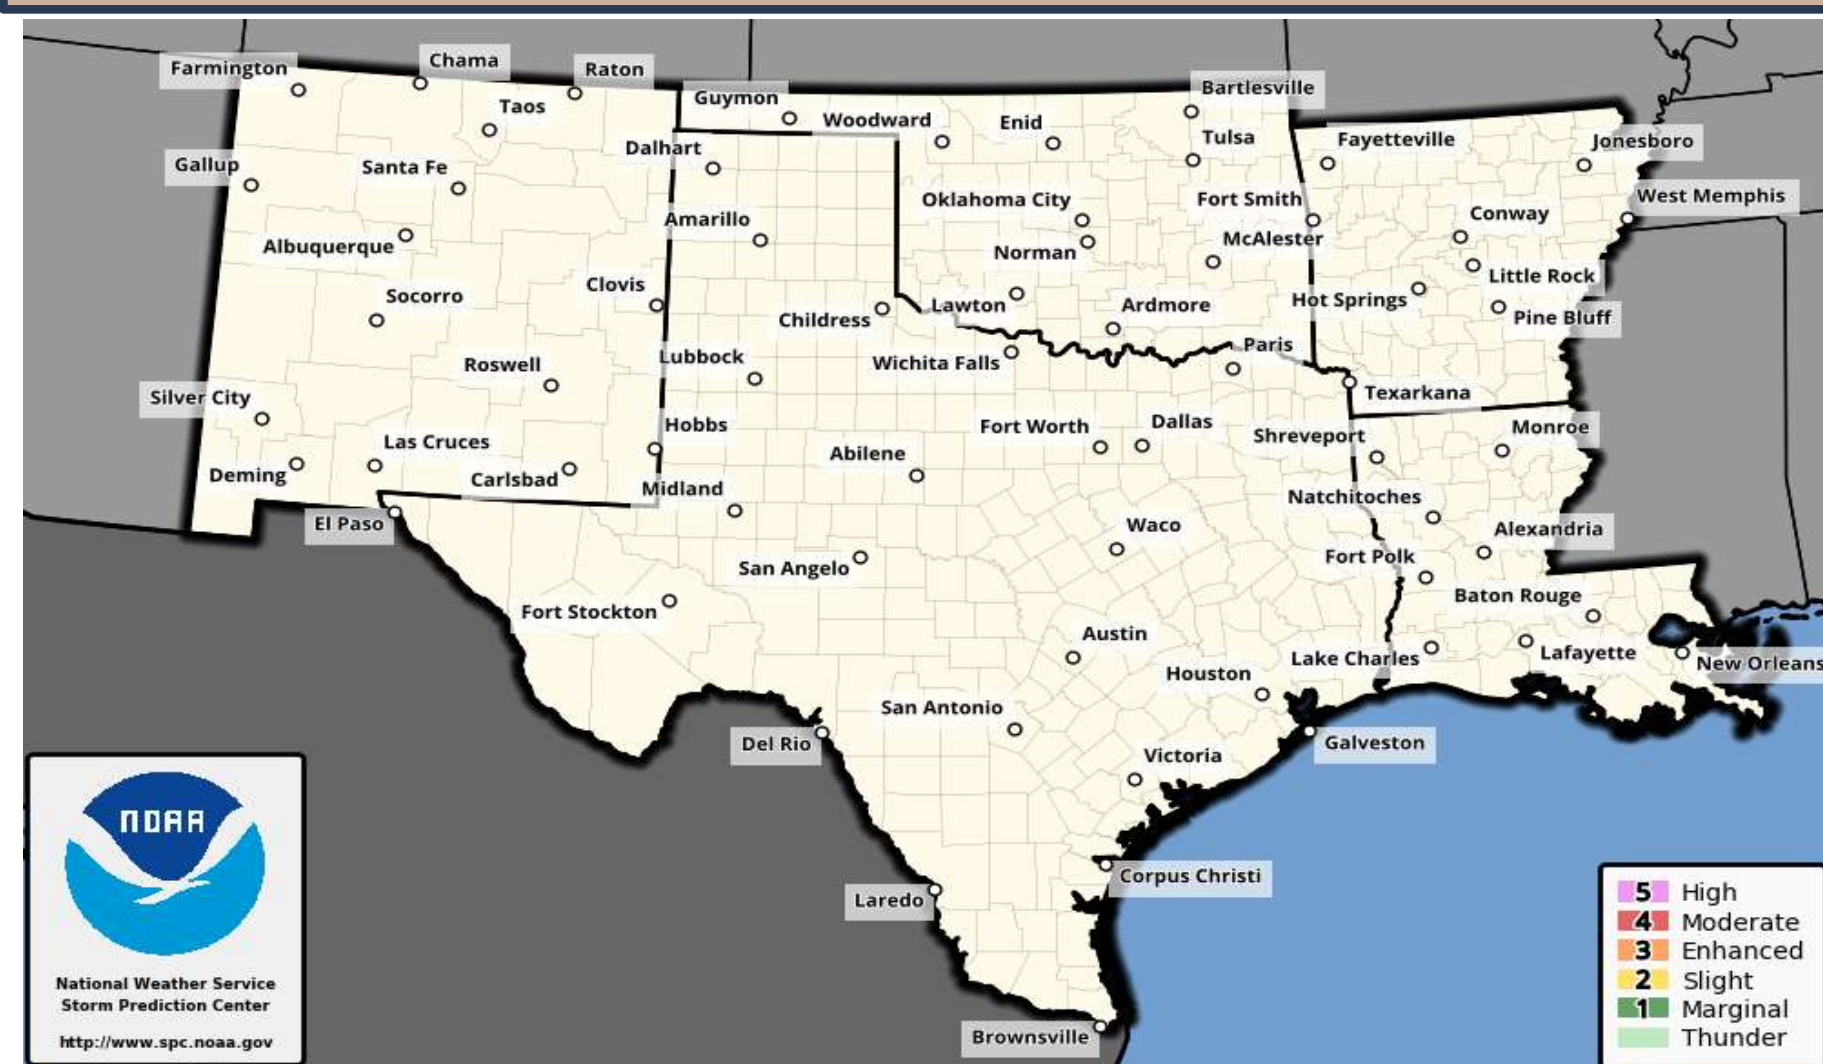 Farmington
Chama
Raton
Guymon
Bartlesville
Taos
Woodward
Enid
Tulsa
Fayetteville
Jonesboro
Gallup
Santa Fe
Dalhart
Oklahoma City
Fort Smith
Conway
West Memphis
Albuquerque
Amarillo
Norman
McAlester
Little Rock
Socorro
Clovis
Childress
Lawton
Ardmore
Hot Springs
Pine Bluff
Roswell
Lubbock
Wichita Falls
Paris
Texarkana
Silver City
Las Cruces
Hobbs
Fort Worth
Dallas
Shreveport
Monroe
Deming
Carlsbad
Midland
Abilene
Natchitoches
Alexandria
El Paso
San Angelo
Waco
Fort Polk
Fort Stockton
Austin
Baton Rouge
Lake Charles
Lafayette
New Orleans
Houston
San Antonio
Del Rio
Galveston
Victoria
Corpus Christi
Laredo
Brownsville
NOAA
National Weather Service
Storm Prediction Center
http://www.spc.noaa.gov
5 High
4 Moderate
3 Enhanced
2 Slight
1 Marginal
Thunder